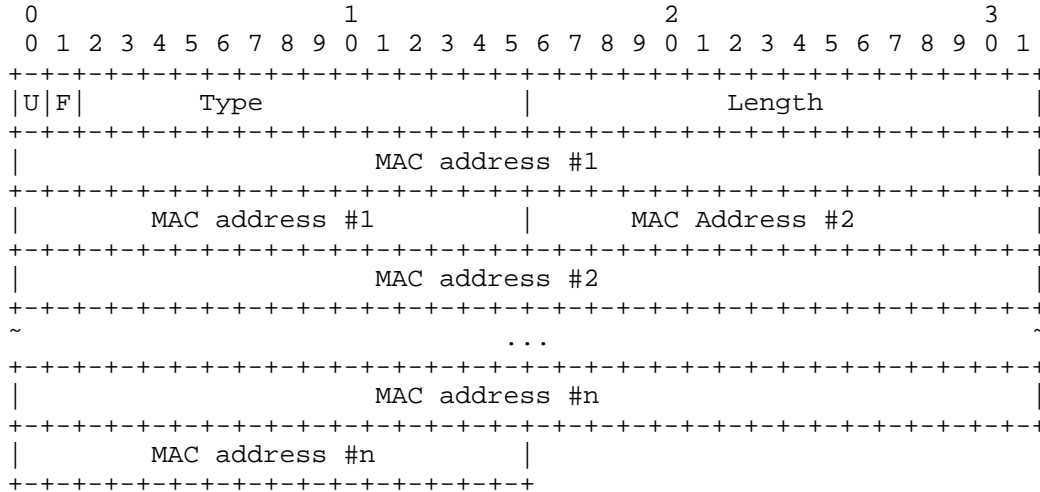 0                   1                   2                   3
 0 1 2 3 4 5 6 7 8 9 0 1 2 3 4 5 6 7 8 9 0 1 2 3 4 5 6 7 8 9 0 1
+-+-+-+-+-+-+-+-+-+-+-+-+-+-+-+-+-+-+-+-+-+-+-+-+-+-+-+-+-+-+-+-+
|U|F|       Type                |            Length             |
+-+-+-+-+-+-+-+-+-+-+-+-+-+-+-+-+-+-+-+-+-+-+-+-+-+-+-+-+-+-+-+-+
|                      MAC address #1                           |
+-+-+-+-+-+-+-+-+-+-+-+-+-+-+-+-+-+-+-+-+-+-+-+-+-+-+-+-+-+-+-+-+
|        MAC address #1         |      MAC Address #2           |
+-+-+-+-+-+-+-+-+-+-+-+-+-+-+-+-+-+-+-+-+-+-+-+-+-+-+-+-+-+-+-+-+
|                      MAC address #2                           |
+-+-+-+-+-+-+-+-+-+-+-+-+-+-+-+-+-+-+-+-+-+-+-+-+-+-+-+-+-+-+-+-+
~                              ...                              ~
+-+-+-+-+-+-+-+-+-+-+-+-+-+-+-+-+-+-+-+-+-+-+-+-+-+-+-+-+-+-+-+-+
|                      MAC address #n                           |
+-+-+-+-+-+-+-+-+-+-+-+-+-+-+-+-+-+-+-+-+-+-+-+-+-+-+-+-+-+-+-+-+
|        MAC address #n         |
+-+-+-+-+-+-+-+-+-+-+-+-+-+-+-+-+